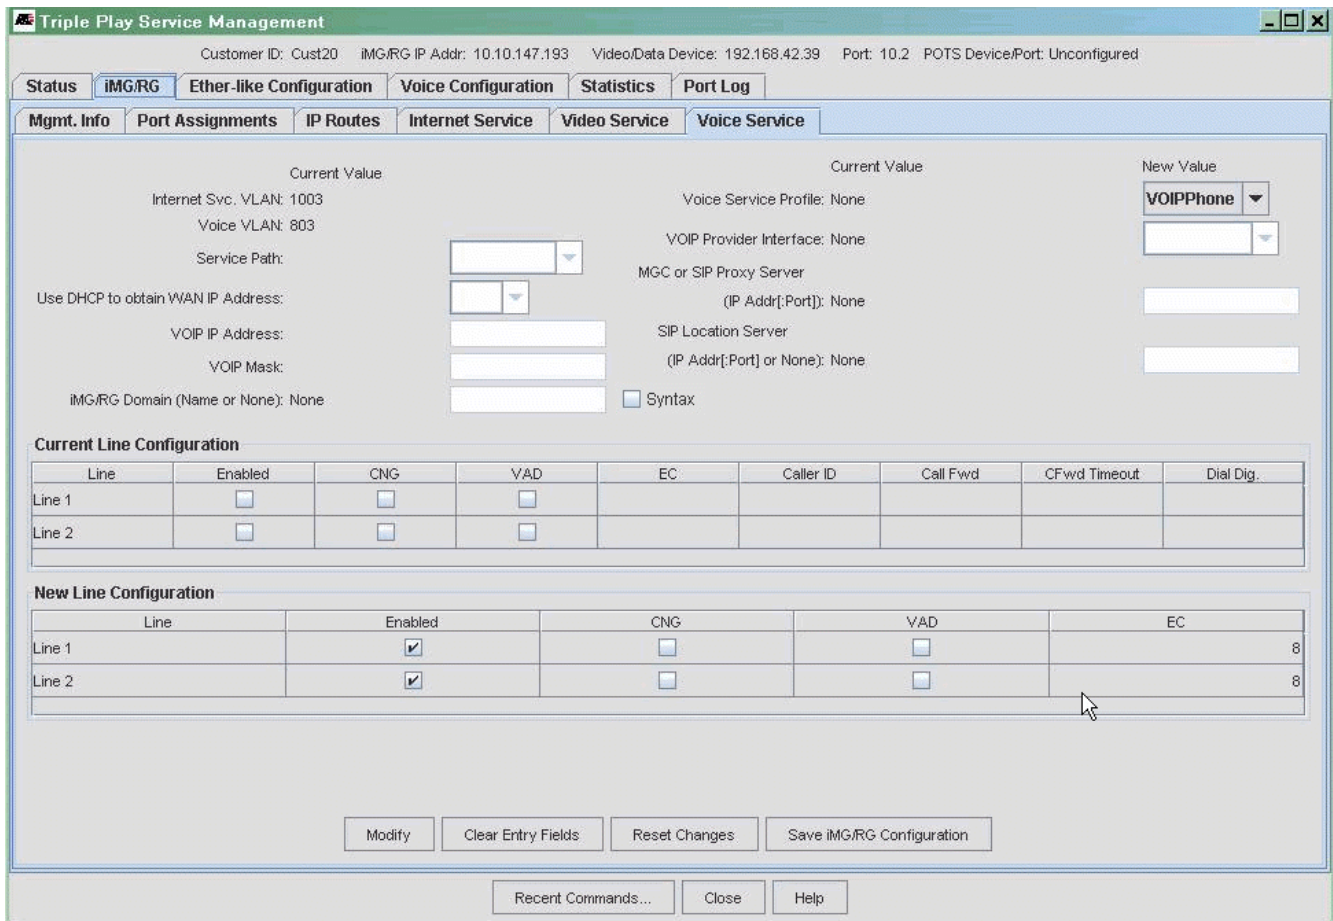 Triple Play Service Management
Customer ID: Cust20 iMG/RG IP Addr: 10.10.147.193 Video/Data Device: 192.168.42.39 Port: 10.2 POTS Device/Port: Unconfigured
Status iMG/RG Ether-like Configuration Voice Configuration Statistics Port Log
Mgmt. Info Port Assignments IP Routes Internet Service Video Service Voice Service
Current Value
Internet Svc. VLAN: 1003
Voice VLAN: 803
Service Path:
Use DHCP to obtain WAN IP Address:
VOIP IP Address:
VOIP Mask:
iMG/RG Domain (Name or None): None
Current Value New Value
Voice Service Profile: None VOIPPhone
VOIP Provider Interface: None
MGC or SIP Proxy Server
(IP Addr[:Port]): None
SIP Location Server
(IP Addr[:Port] or None): None
Syntax
Current Line Configuration
Line Enabled CNG VAD EC Caller ID Call Fwd CFwd Timeout Dial Dig.
Line 1
Line 2
New Line Configuration
Line Enabled CNG VAD EC
Line 1 8
Line 2 8
Modify Clear Entry Fields Reset Changes Save iMG/RG Configuration
Recent Commands... Close Help